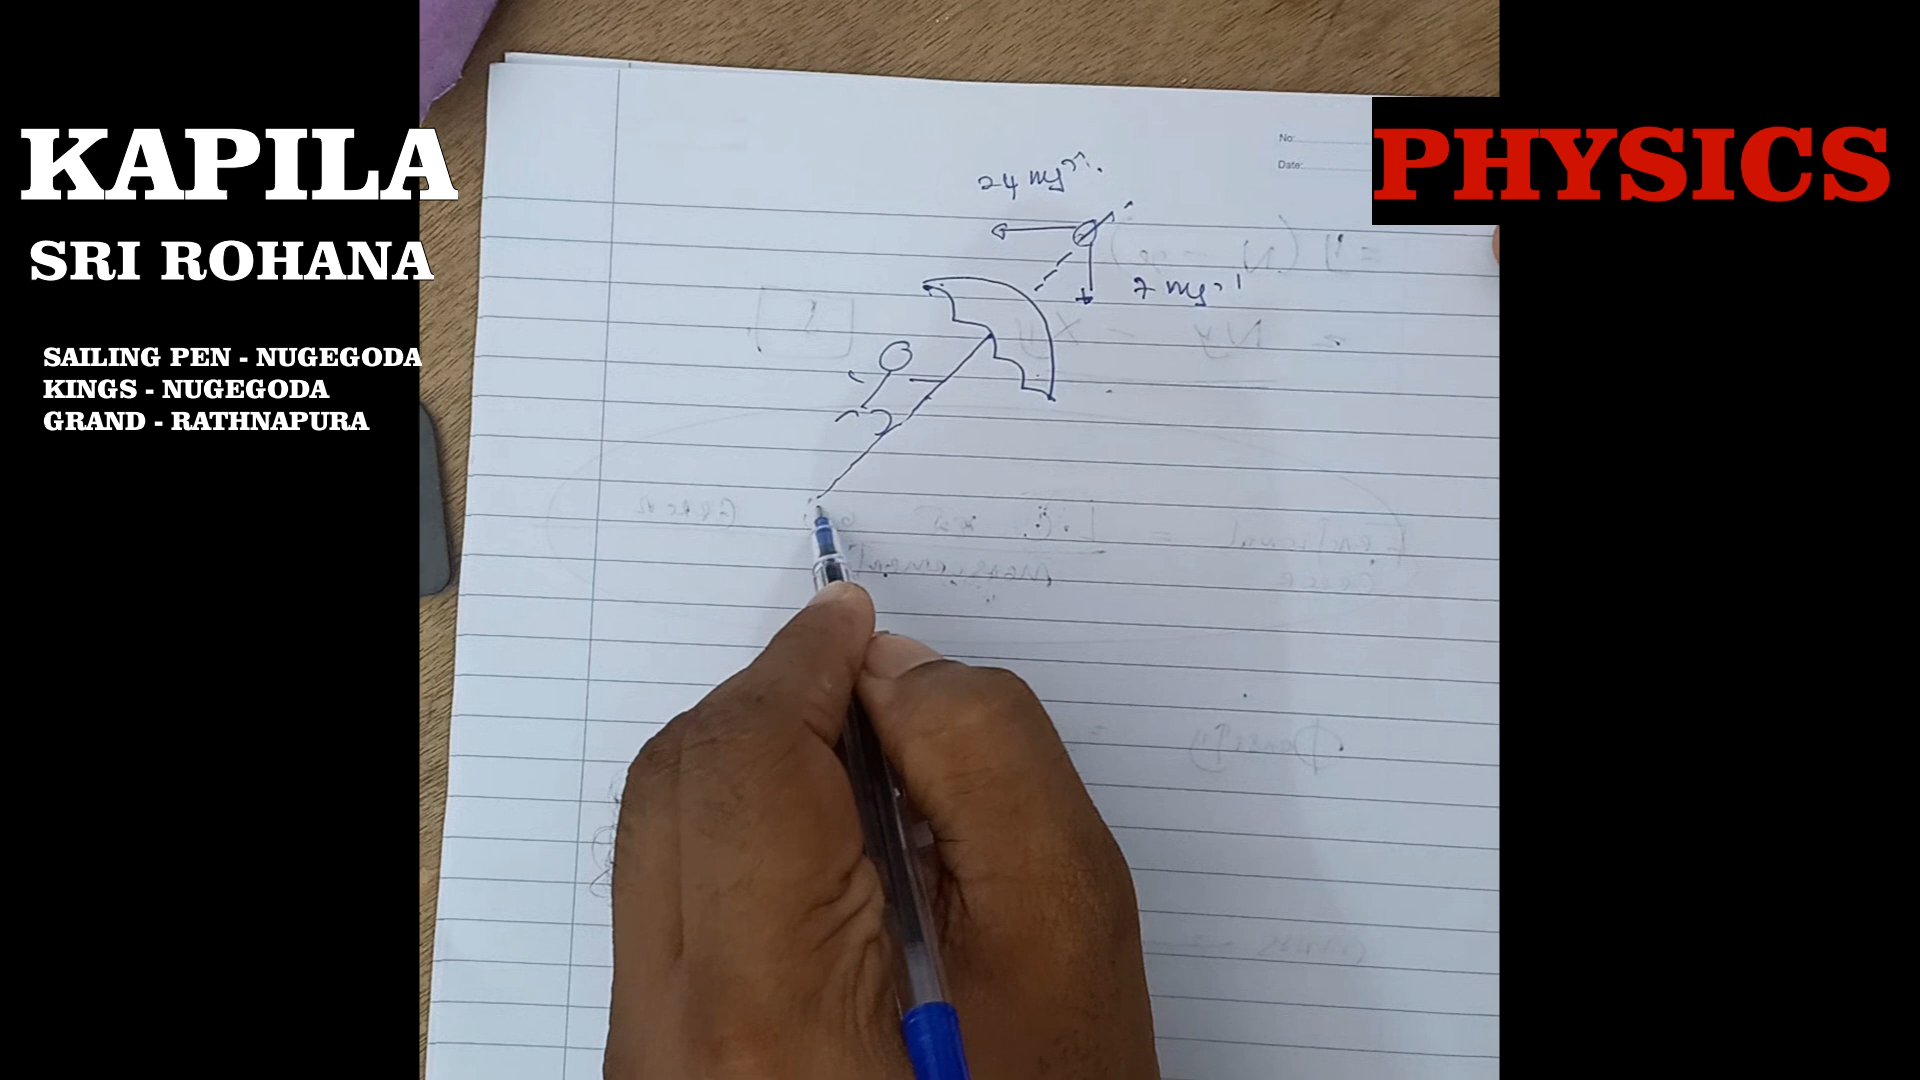 KAPILA
SRI ROHANA
SAILING PEN - NUGEGODA
KINGS - NUGEGODA
GRAND - RATHNAPURA
PHYSICS
No:
Date:
24 ms⁻¹
7 ms⁻¹